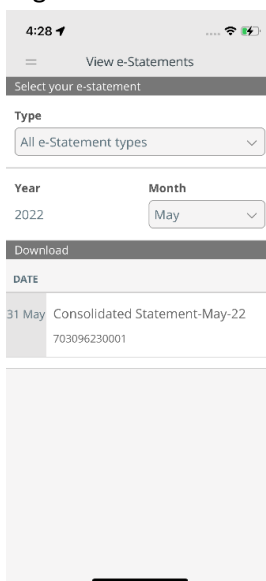 4:28
View e-Statements
Select your e-statement
Type
All e-Statement types
Year Month
2022 May
Download
DATE
31 May Consolidated Statement-May-22
703096230001